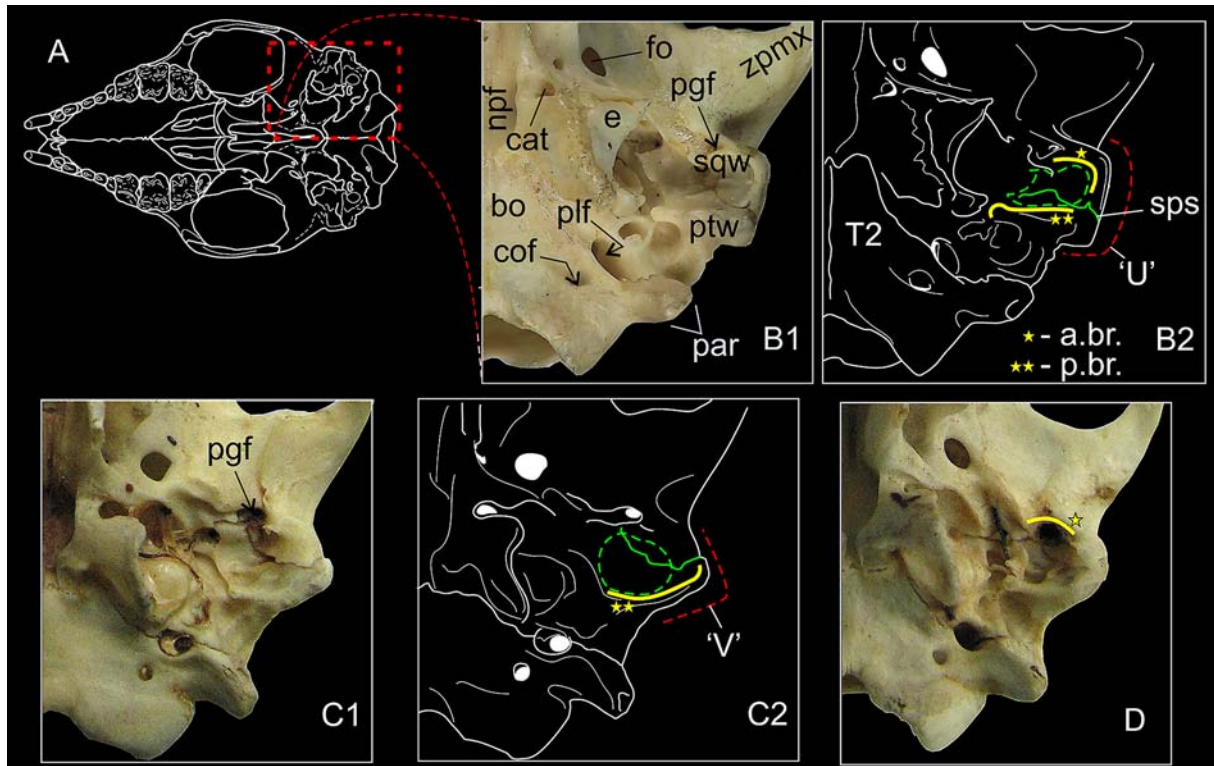 A
fo
zpmx
pgf
npf
cat
e
sqw
bo
plf
ptw
cof
par
B1
sps
T2
'U'
★ - a.br.
★★ - p.br.
B2
pgf
C1
★★
'V'
C2
D